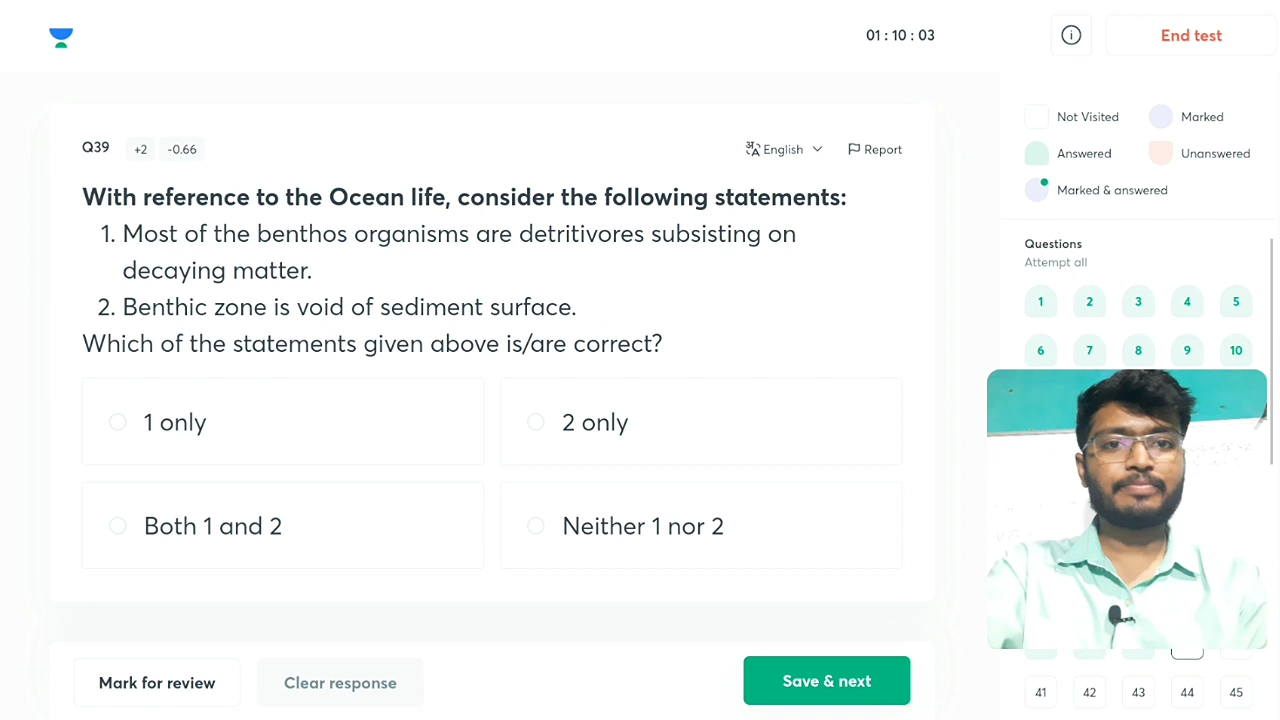 01 : 10 : 03
End test
Q39
+2
-0.66
English
Report
With reference to the Ocean life, consider the following statements:
1. Most of the benthos organisms are detritivores subsisting on
decaying matter.
2. Benthic zone is void of sediment surface.
Which of the statements given above is/are correct?
1 only
2 only
Both 1 and 2
Neither 1 nor 2
Mark for review
Clear response
Save & next
Not Visited
Marked
Answered
Unanswered
Marked & answered
Questions
Attempt all
1 2 3 4 5
6 7 8 9 10
41 42 43 44 45